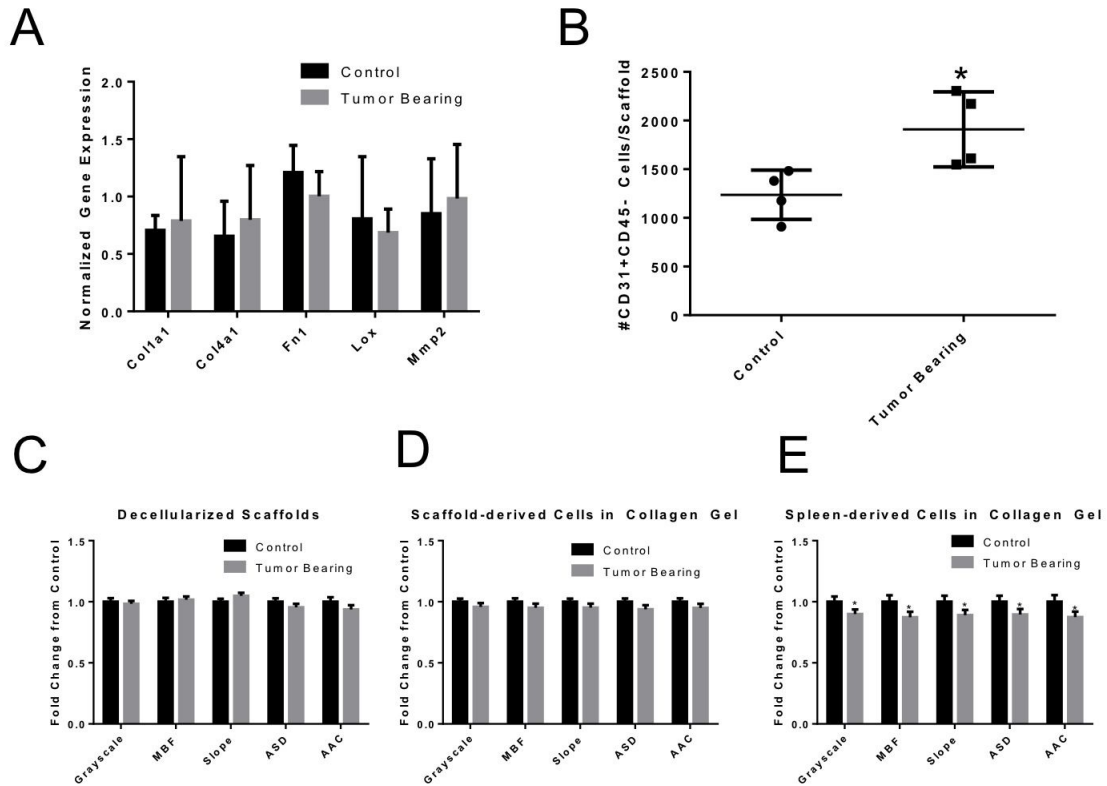 A
Normalized Gene Expression
2.0
1.5
1.0
0.5
0.0
Control
Tumor Bearing
Col1a1
Col4a1
Fn1
Lox
Mmp2
B
#CD31+CD45- Cells/Scaffold
2500
2000
1500
1000
500
0
*
Control
Tumor Bearing
C
Decellularized Scaffolds
Fold Change from Control
1.5
1.0
0.5
0.0
Control
Tumor Bearing
Grayscale
MBF
Slope
ASD
AAC
D
Scaffold-derived Cells in Collagen Gel
Fold Change from Control
1.5
1.0
0.5
0.0
Control
Tumor Bearing
Grayscale
MBF
Slope
ASD
AAC
E
Spleen-derived Cells in Collagen Gel
Fold Change from Control
1.5
1.0
0.5
0.0
Control
Tumor Bearing
* * * * *
Grayscale
MBF
Slope
ASD
AAC